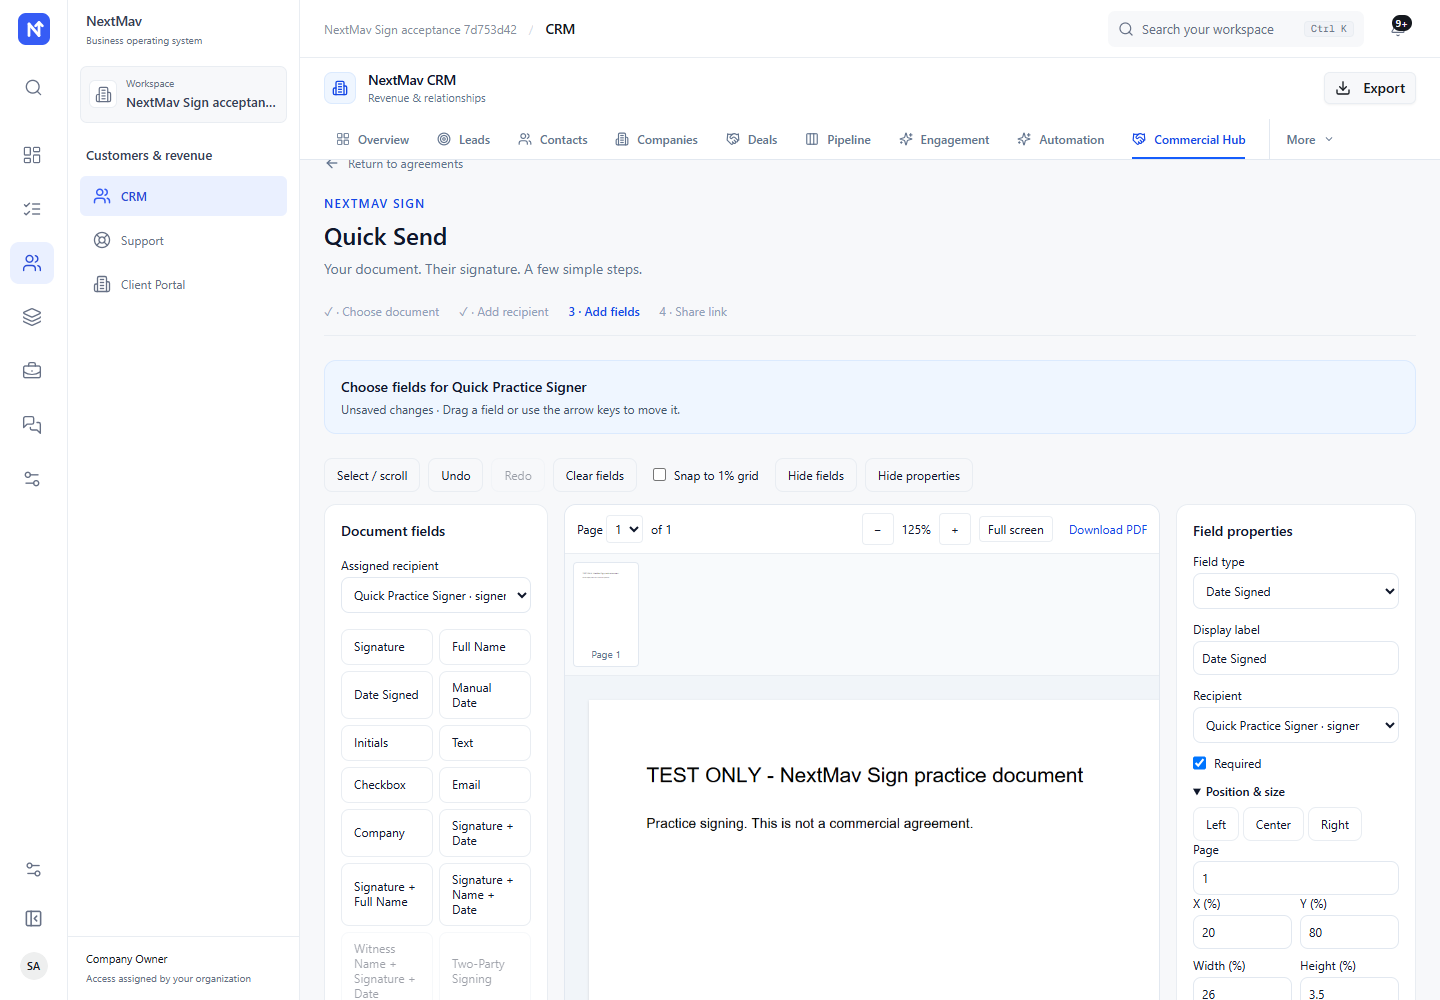 NextMav
Business operating system
Workspace
NextMav Sign acceptan...
Customers & revenue
CRM
Support
Client Portal
Company Owner
Access assigned by your organization
SA
NextMav Sign acceptance 7d753d42 / CRM
Search your workspace
Ctrl K
9+
NextMav CRM
Revenue & relationships
Export
Overview
Leads
Contacts
Companies
Deals
Pipeline
Engagement
Automation
Commercial Hub
More
Return to agreements
NEXTMAV SIGN
Quick Send
Your document. Their signature. A few simple steps.
✓ · Choose document
✓ · Add recipient
3 · Add fields
4 · Share link
Choose fields for Quick Practice Signer
Unsaved changes · Drag a field or use the arrow keys to move it.
Select / scroll
Undo
Redo
Clear fields
Snap to 1% grid
Hide fields
Hide properties
Document fields
Assigned recipient
Quick Practice Signer · signer
Signature
Full Name
Date Signed
Manual
Date
Initials
Text
Checkbox
Email
Company
Signature +
Date
Signature +
Full Name
Signature +
Name +
Date
Witness
Name +
Signature +
Date
Two-Party
Signing
Page 1 of 1
− 125% +
Full screen
Download PDF
Page 1
TEST ONLY - NextMav Sign practice document
Practice signing. This is not a commercial agreement.
Field properties
Field type
Date Signed
Display label
Date Signed
Recipient
Quick Practice Signer · signer
Required
Position & size
Left
Center
Right
Page
1
X (%)
Y (%)
20
80
Width (%)
Height (%)
26
3.5